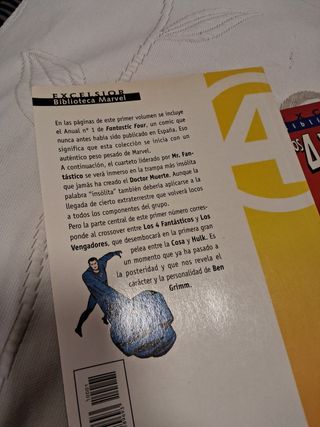 EXCELSIOR
Biblioteca Marvel
En las páginas de este primer volumen se incluye
el Anual nº 1 de Fantastic Four, un comic que
nunca antes había sido publicado en España. Eso
significa que esta colección se inicia con un
auténtico peso pesado de Marvel.
A continuación, el cuarteto liderado por Mr. Fan-
tástico se verá inmerso en la trampa más insólita
que jamás ha creado el Doctor Muerte. Aunque la
palabra "insólita" también debería aplicarse a la
llegada de cierto extraterrestre que volverá locos
a todos los componentes del grupo.
Pero la parte central de este primer número corres-
ponde al crossover entre Los 4 Fantásticos y Los
Vengadores, que desembocará en la primera gran
pelea entre la Cosa y Hulk. Es
un momento que ya ha pasado a
la posteridad y que nos revela el
carácter y la personalidad de Ben
Grimm.
4